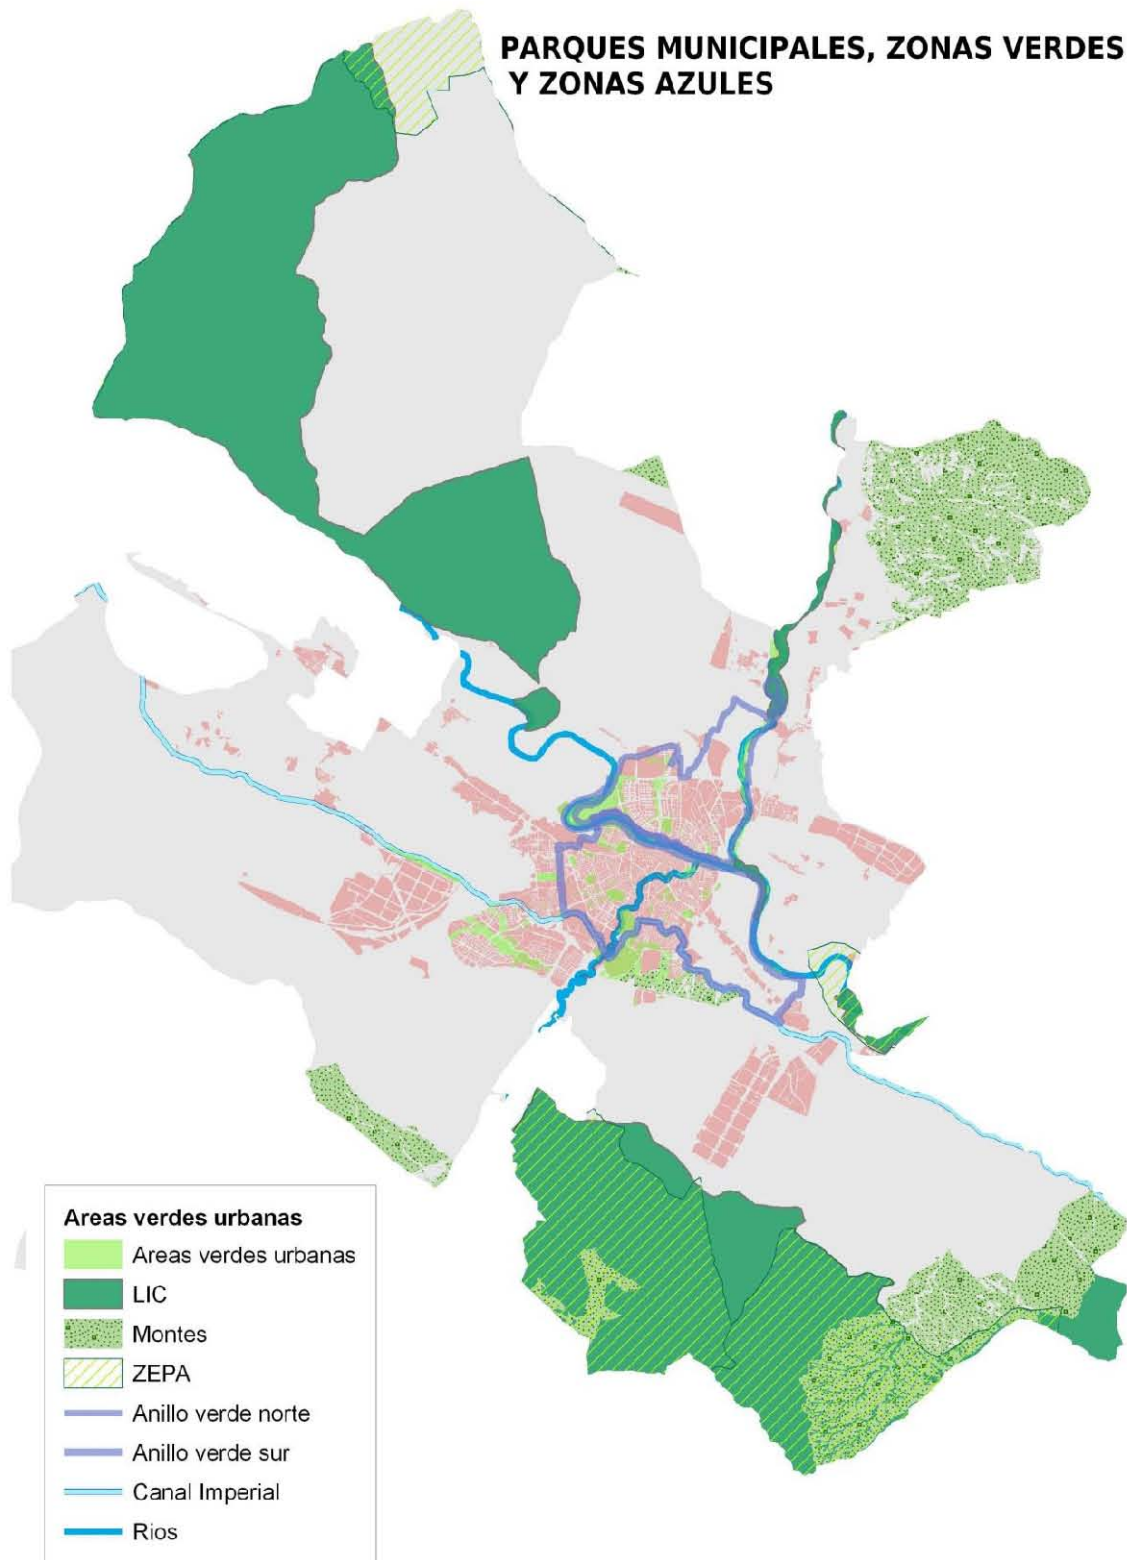 PARQUES MUNICIPALES, ZONAS VERDES
Y ZONAS AZULES
Areas verdes urbanas
Areas verdes urbanas
LIC
Montes
ZEPA
Anillo verde norte
Anillo verde sur
Canal Imperial
Rios